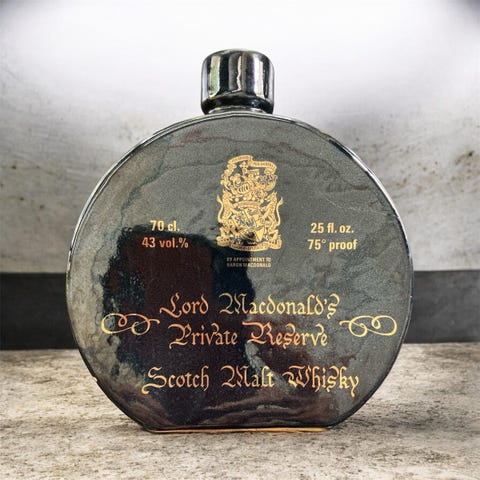 70 cl.
43 vol.%
25 fl. oz.
75° proof
BY APPOINTMENT TO
BARON MACDONALD
Lord Macdonald's
Private Reserve
Scotch Malt Whisky